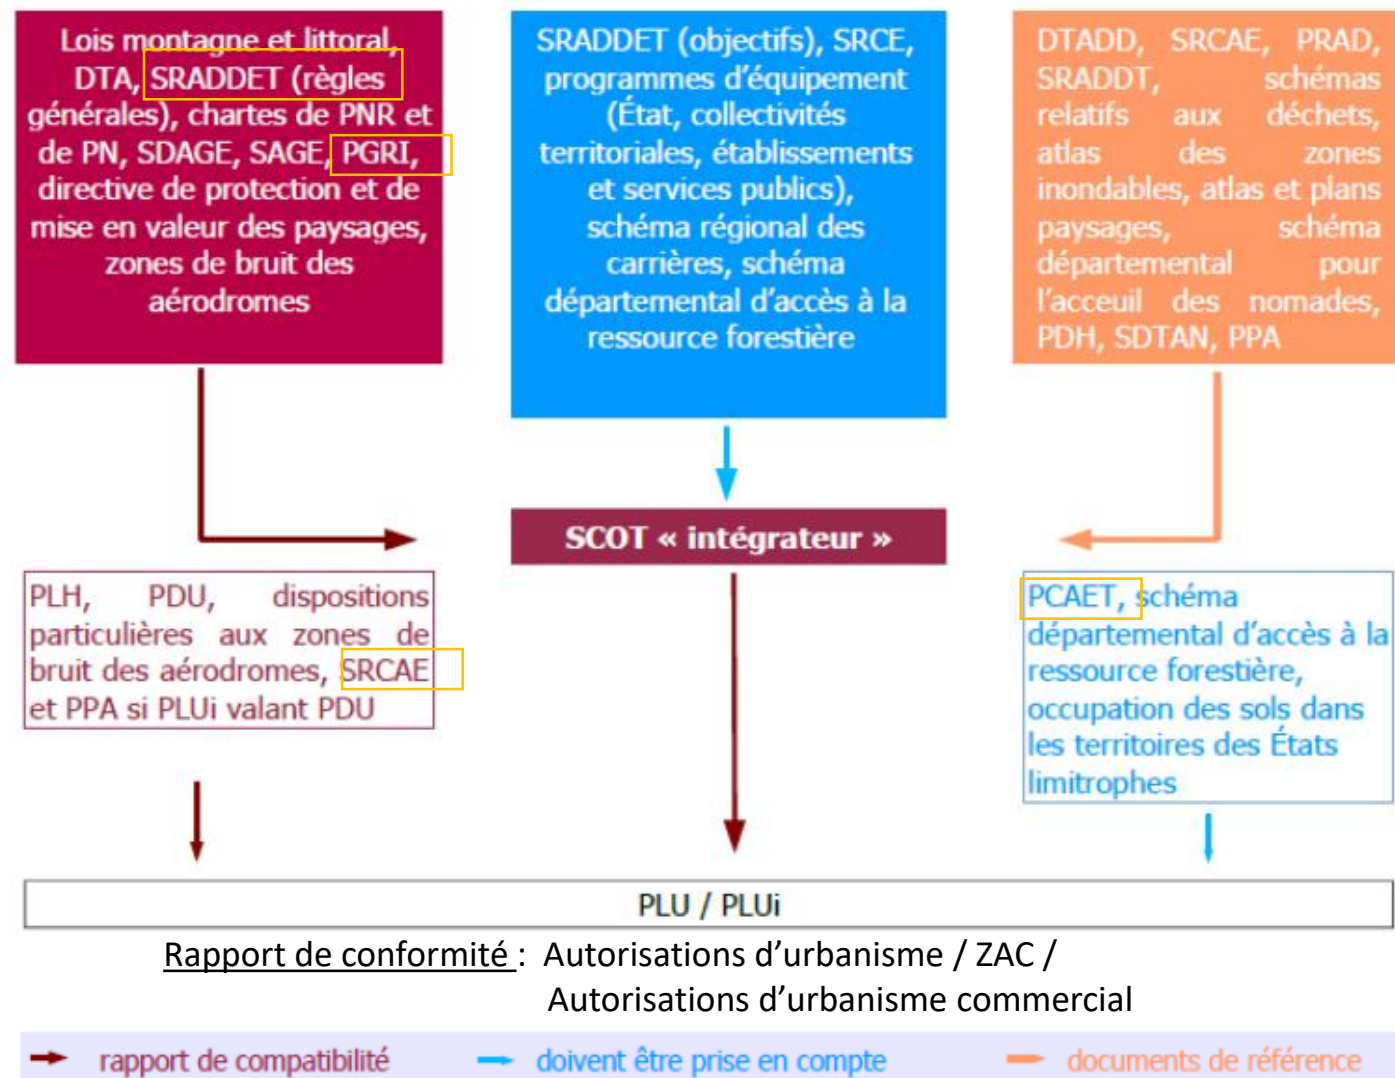 Lois montagne et littoral,
DTA, SRADDET (règles
générales), chartes de PNR et
de PN, SDAGE, SAGE, PGRI,
directive de protection et de
mise en valeur des paysages,
zones de bruit des
aérodromes
SRADDET (objectifs), SRCE,
programmes d'équipement
(État, collectivités
territoriales, établissements
et services publics),
schéma régional des
carrières, schéma
départemental d'accès à la
ressource forestière
DTADD, SRCAE, PRAD,
SRADDT, schémas
relatifs aux déchets,
atlas des zones
inondables, atlas et plans
paysages, schéma
départemental pour
l'acceuil des nomades,
PDH, SDTAN, PPA
SCOT « intégrateur »
PLH, PDU, dispositions
particulières aux zones de
bruit des aérodromes, SRCAE
et PPA si PLUi valant PDU
PCAET, schéma
départemental d'accès à la
ressource forestière,
occupation des sols dans
les territoires des États
limitrophes
PLU / PLUi
Rapport de conformité : Autorisations d'urbanisme / ZAC /
Autorisations d'urbanisme commercial
rapport de compatibilité
doivent être prise en compte
documents de référence